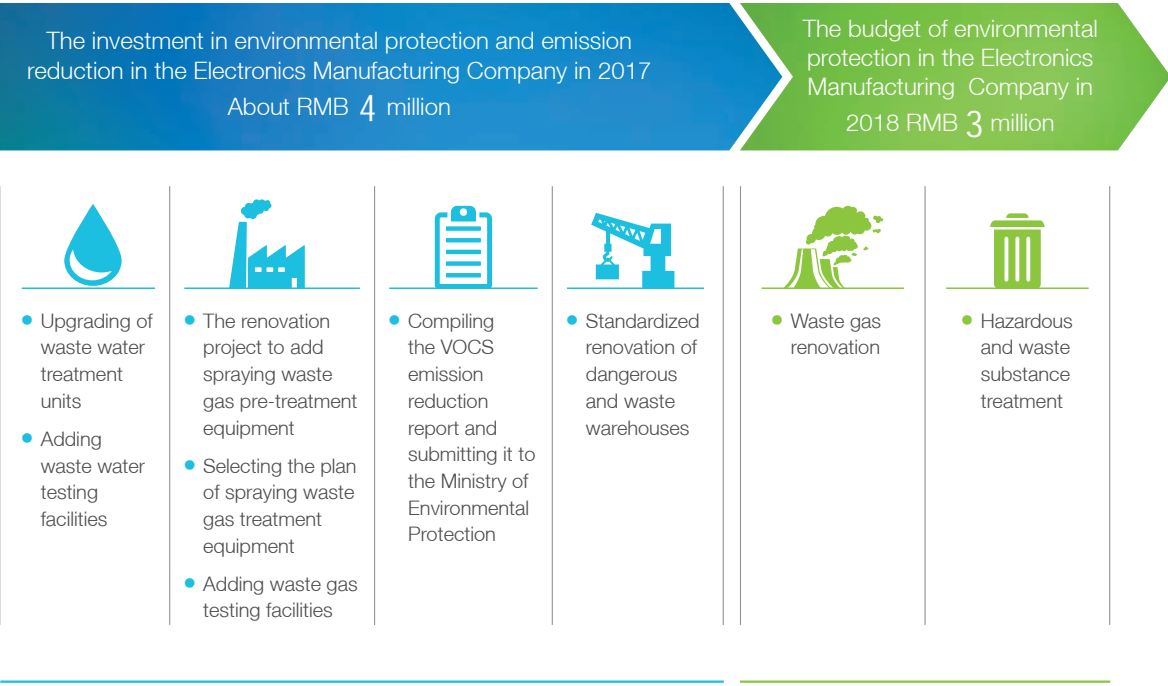 The investment in environmental protection and emission
reduction in the Electronics Manufacturing Company in 2017
About RMB 4 million
The budget of environmental
protection in the Electronics
Manufacturing Company in
2018 RMB 3 million
• Upgrading of
waste water
treatment
units
• Adding
waste water
testing
facilities
• The renovation
project to add
spraying waste
gas pre-treatment
equipment
• Selecting the plan
of spraying waste
gas treatment
equipment
• Adding waste gas
testing facilities
• Compiling
the VOCS
emission
reduction
report and
submitting it to
the Ministry of
Environmental
Protection
• Standardized
renovation of
dangerous
and waste
warehouses
• Waste gas
renovation
• Hazardous
and waste
substance
treatment